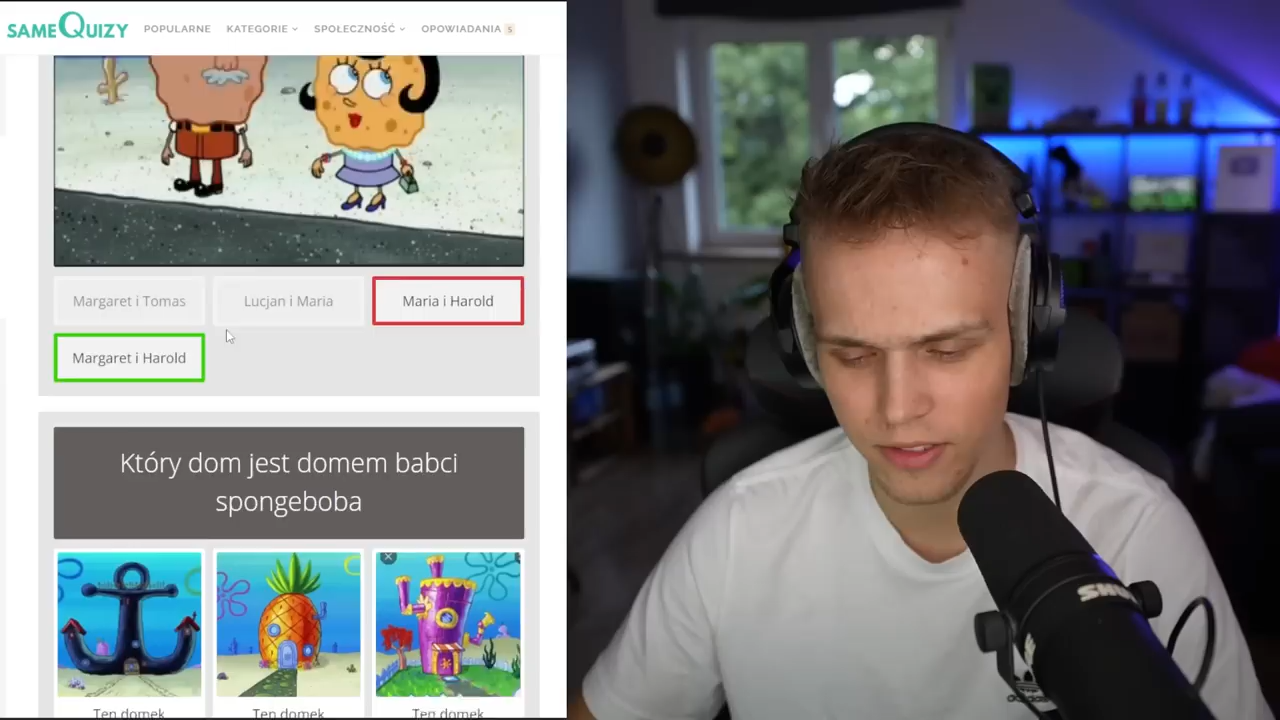 SAMEQUIZY POPULARNE KATEGORIE SPOŁECZNOŚĆ OPOWIADANIA 5
Margaret i Tomas Lucjan i Maria Maria i Harold
Margaret i Harold
Który dom jest domem babci
spongeboba
Ten domek Ten domek Ten domek